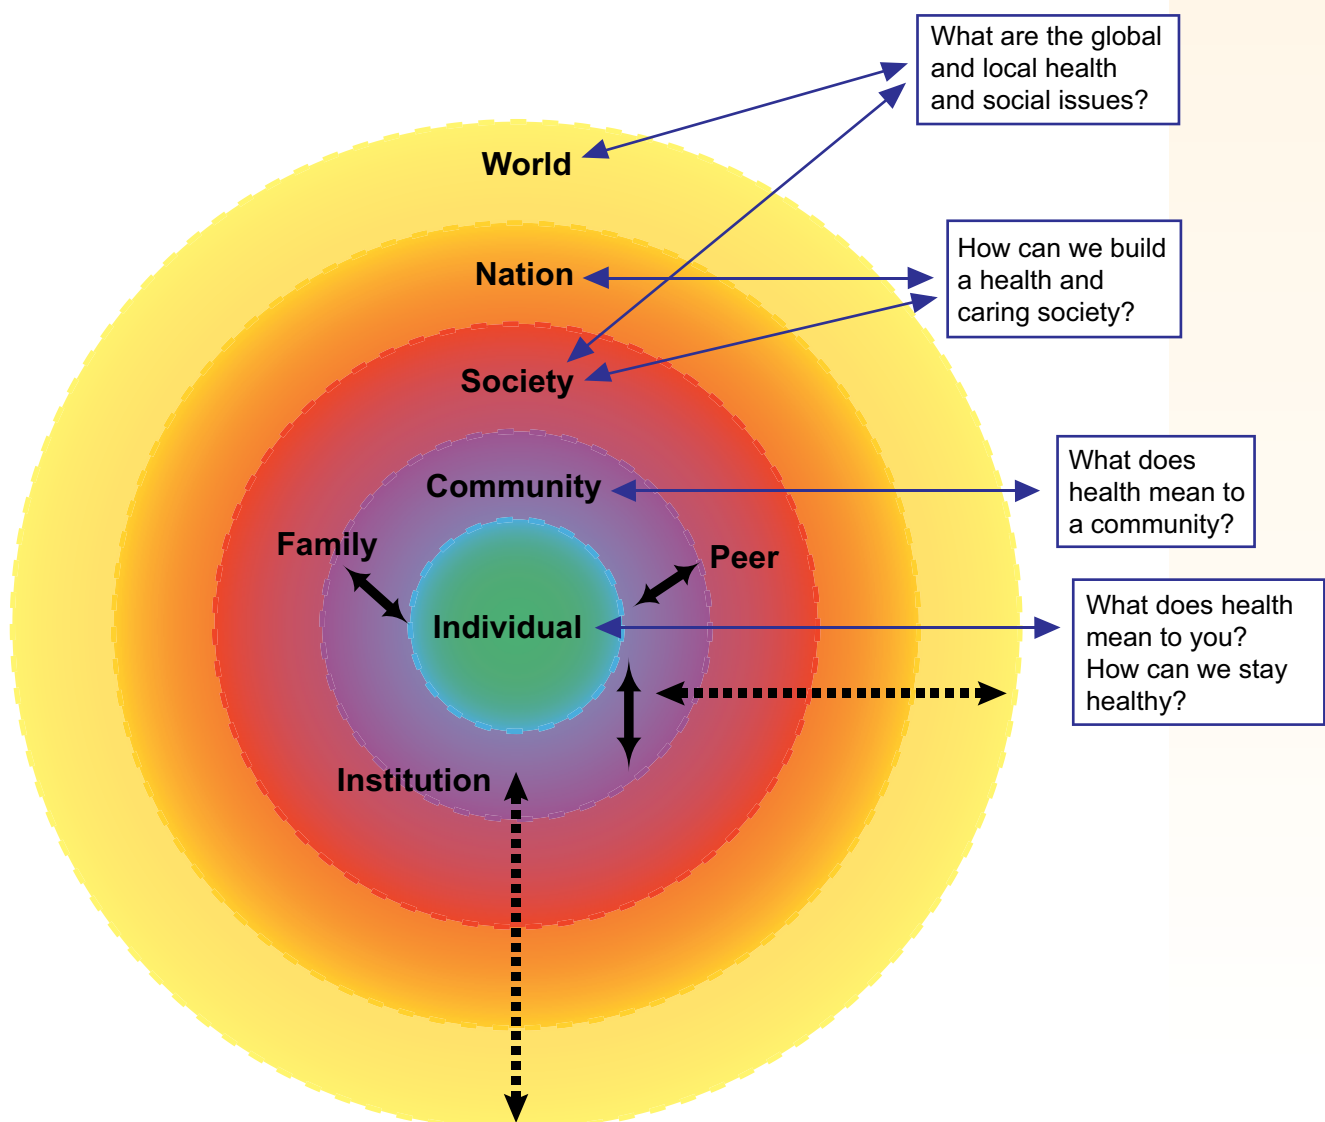 What are the global
and local health
and social issues?
World
How can we build
a health and
caring society?
Nation
Society
What does
health mean to
a community?
Community
Family
Peer
What does health
mean to you?
How can we stay
healthy?
Individual
Institution